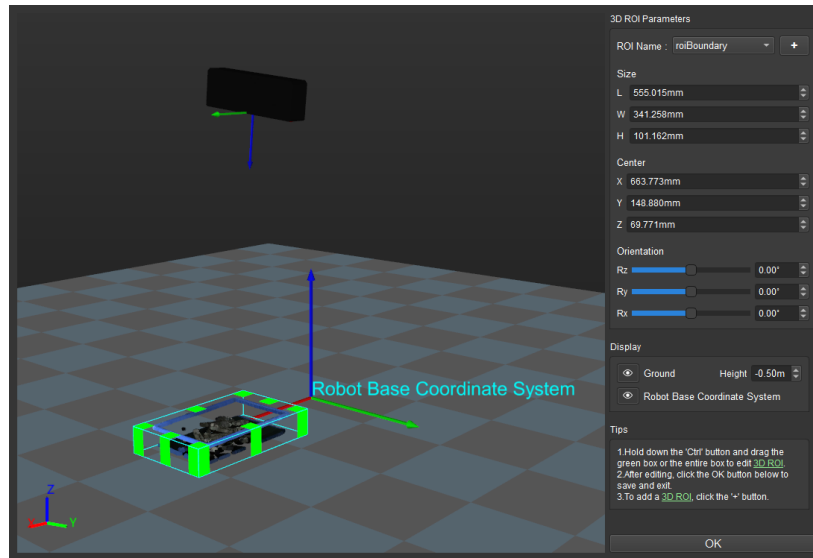 3D ROI Parameters
ROI Name : roiBoundary +
Size
L 555.015mm
W 341.258mm
H 101.162mm
Center
X 663.773mm
Y 148.880mm
Z 69.771mm
Orientation
Rz 0.00°
Ry 0.00°
Rx 0.00°
Robot Base Coordinate System
Display
Ground Height -0.50m
Robot Base Coordinate System
Tips
1.Hold down the 'Ctrl' button and drag the
green box or the entire box to edit 3D ROI.
2.After editing, click the OK button below to
save and exit.
3.To add a 3D ROI, click the '+' button.
Z
X Y
OK